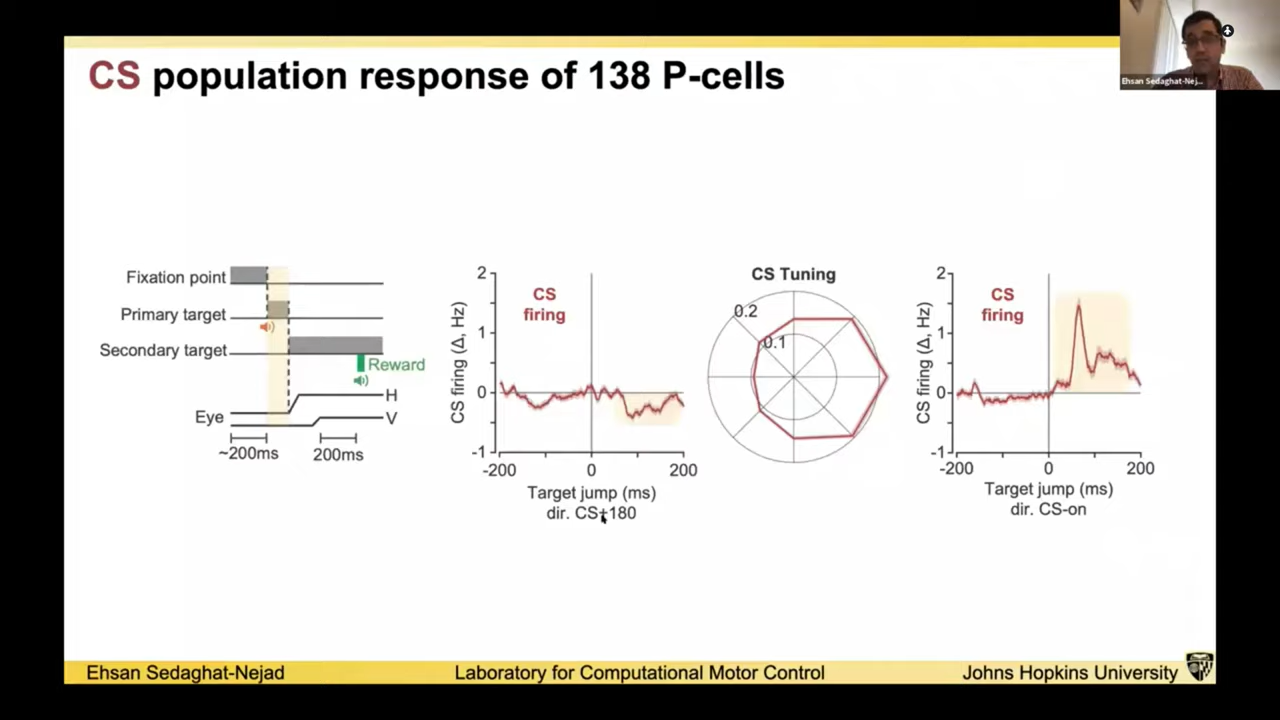 CS population response of 138 P-cells
Ehsan Sedaghat-Nej...
Fixation point
Primary target
Secondary target
Reward
Eye
H
V
~200ms
200ms
CS firing (Δ, Hz)
2
1
0
-1
CS
firing
-200
0
200
Target jump (ms)
dir. CS+180
CS Tuning
0.2
0.1
CS firing (Δ, Hz)
2
1
0
-1
CS
firing
-200
0
200
Target jump (ms)
dir. CS-on
Ehsan Sedaghat-Nejad
Laboratory for Computational Motor Control
Johns Hopkins University